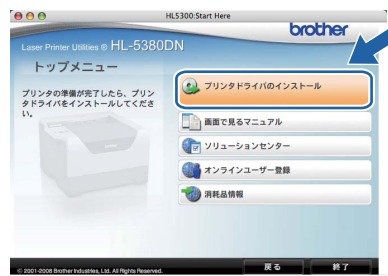 HL5300:Start Here
brother
Laser Printer Utilities ® HL-5380DN
トップメニュー
プリンタの準備が完了したら、プリン
タドライバをインストールしてくださ
い。
プリンタドライバのインストール
画面で見るマニュアル
ソリューションセンター
オンラインユーザー登録
消耗品情報
© 2001-2008 Brother Industries, Ltd. All Rights Reserved.
戻る
終了